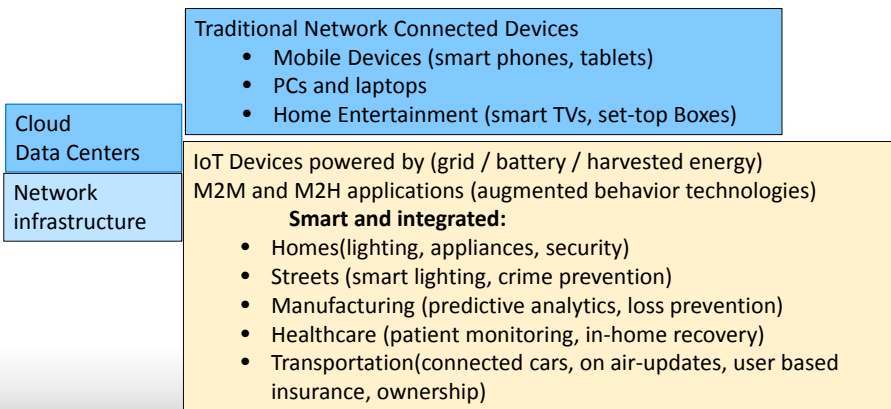 Traditional Network Connected Devices
• Mobile Devices (smart phones, tablets)
• PCs and laptops
• Home Entertainment (smart TVs, set-top Boxes)
Cloud
Data Centers
Network
infrastructure
IoT Devices powered by (grid / battery / harvested energy)
M2M and M2H applications (augmented behavior technologies)
Smart and integrated:
• Homes(lighting, appliances, security)
• Streets (smart lighting, crime prevention)
• Manufacturing (predictive analytics, loss prevention)
• Healthcare (patient monitoring, in-home recovery)
• Transportation(connected cars, on air-updates, user based
insurance, ownership)